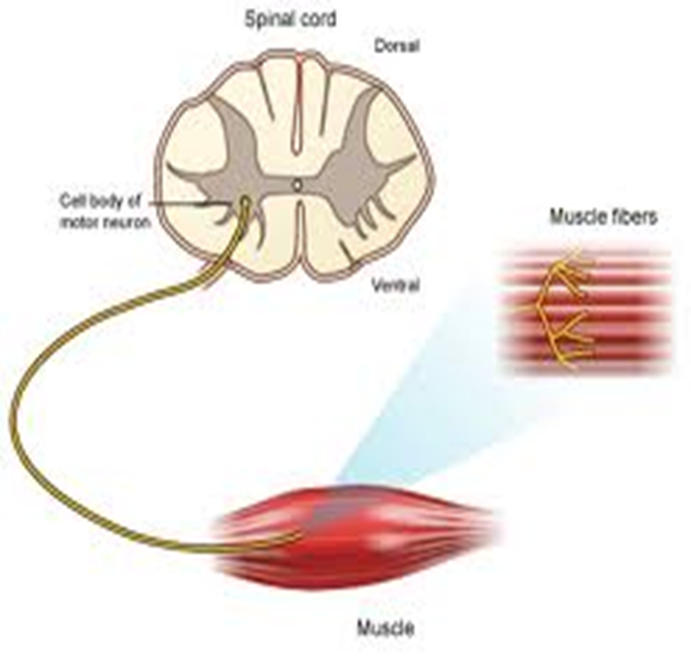 Spinal cord
Dorsal
Cell body of
motor neuron
Muscle fibers
Ventral
Muscle